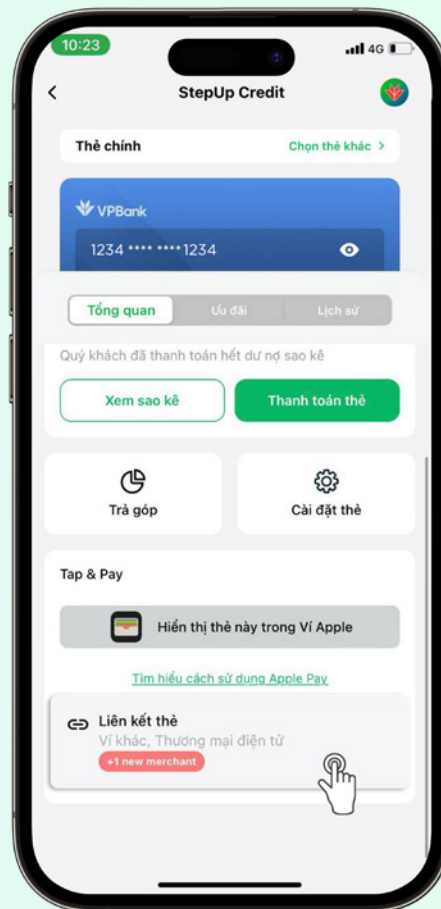 10:23
4G
StepUp Credit
Thẻ chính
Chọn thẻ khác >
VPBank
1234 **** ****1234
Tổng quan
Ưu đãi
Lịch sử
Quý khách đã thanh toán hết dư nợ sao kê
Xem sao kê
Thanh toán thẻ
Trả góp
Cài đặt thẻ
Tap & Pay
Hiển thị thẻ này trong Ví Apple
Tìm hiểu cách sử dụng Apple Pay
Liên kết thẻ
Ví khác, Thương mại điện tử
+1 new merchant